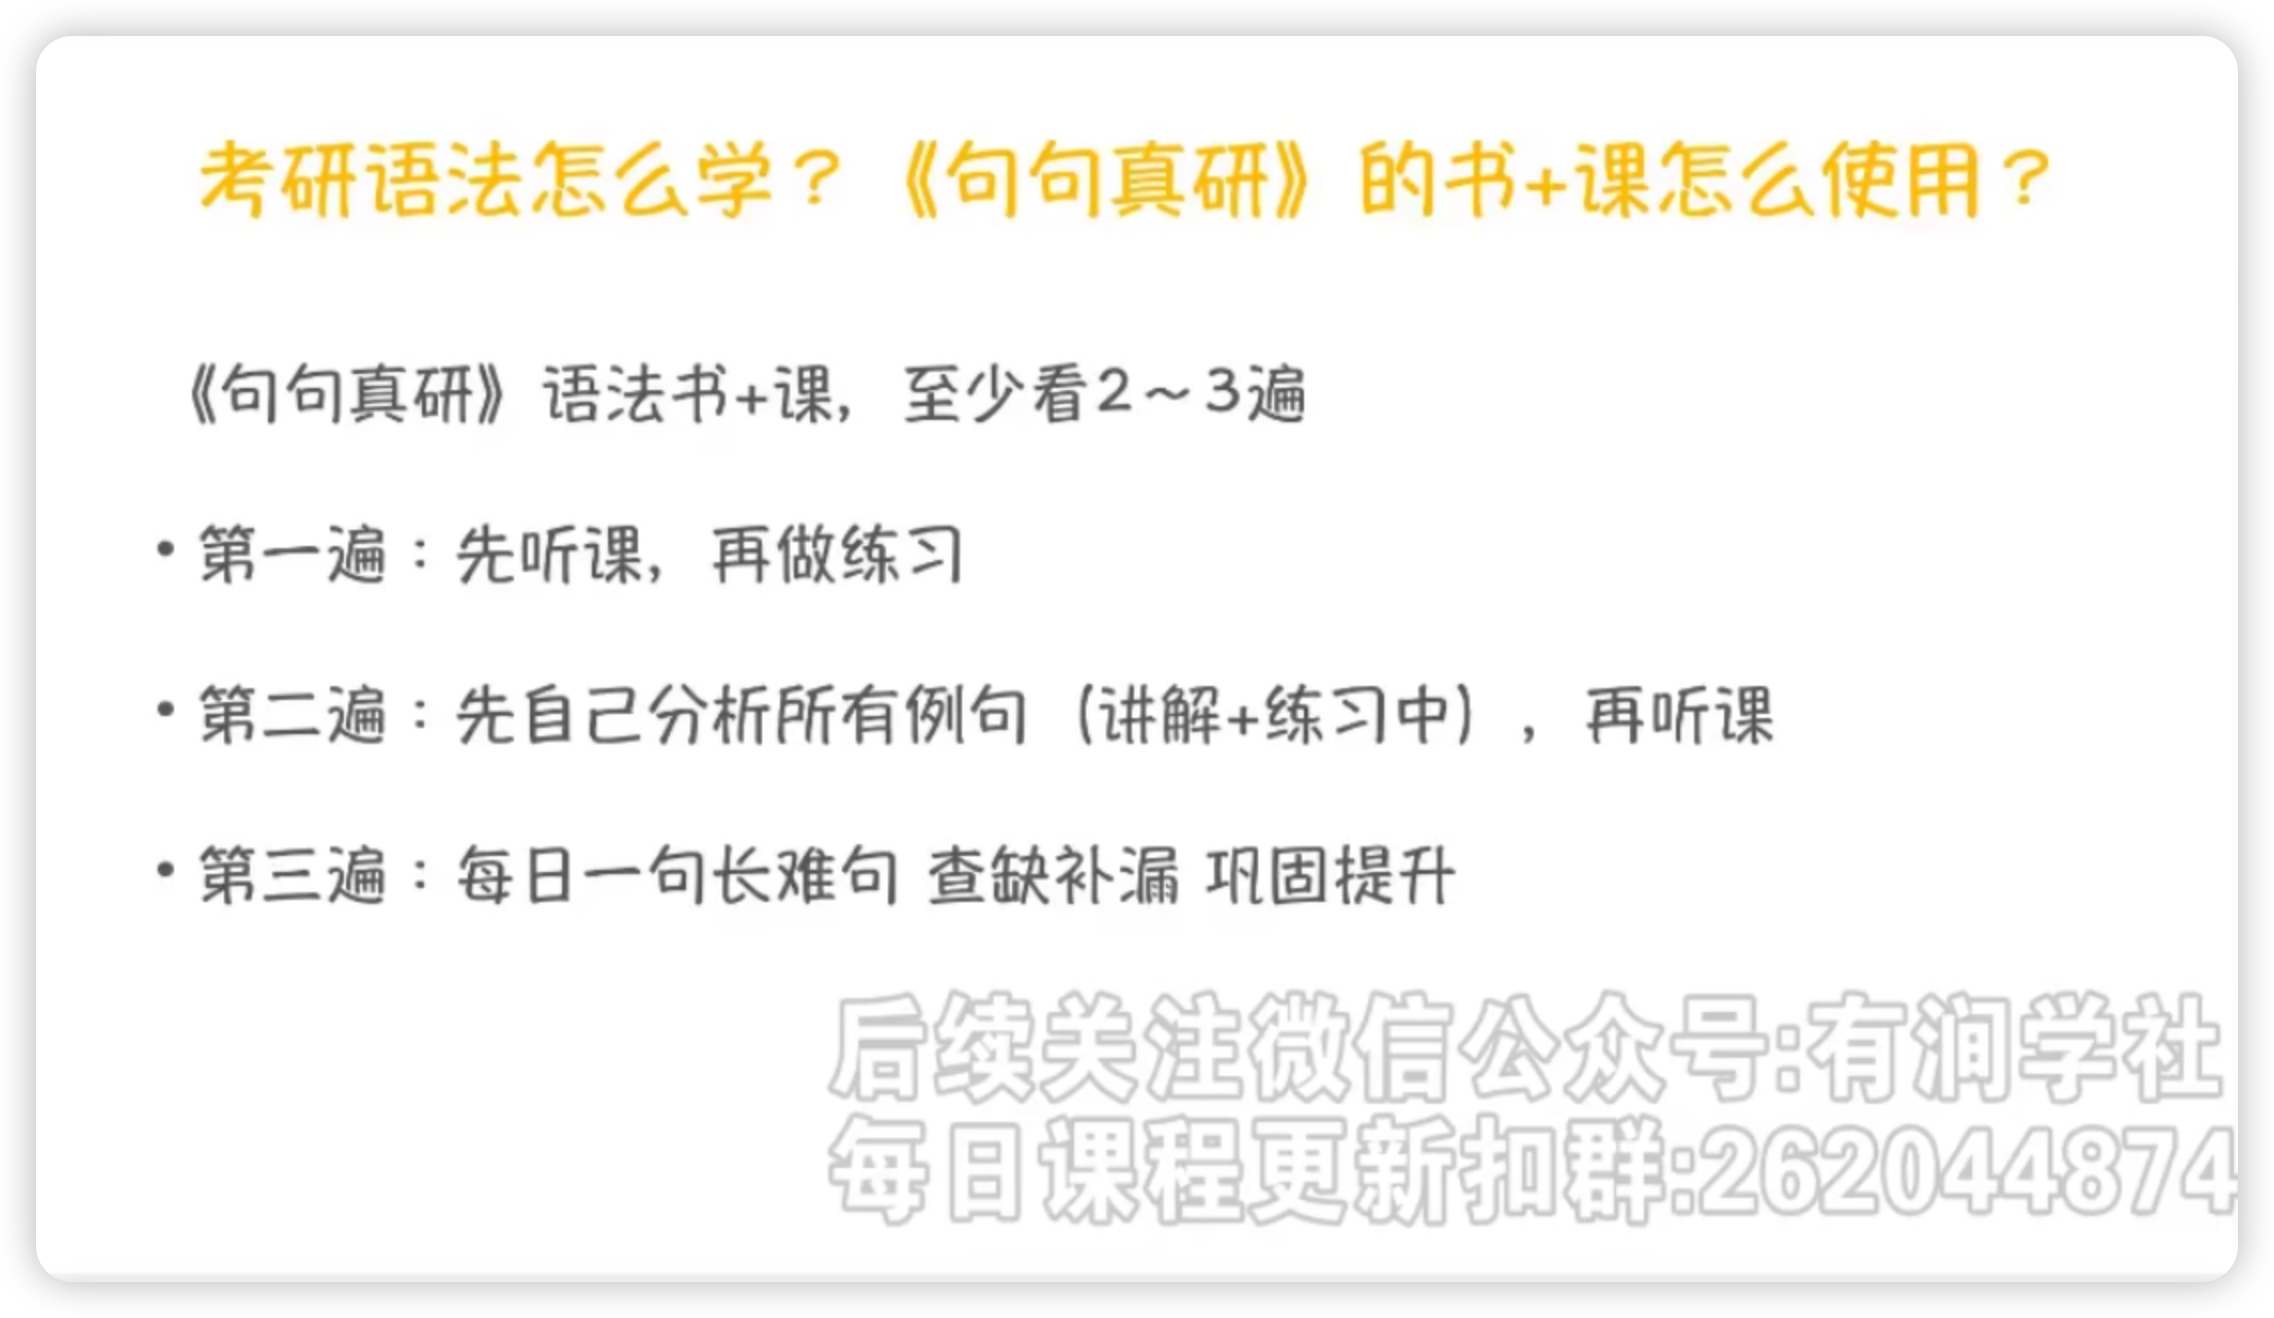 考研语法怎么学？《句句真研》的书+课怎么使用？
《句句真研》语法书+课，至少看2～3遍
• 第一遍：先听课，再做练习
• 第二遍：先自己分析所有例句（讲解+练习中），再听课
• 第三遍：每日一句长难句 查缺补漏 巩固提升
后续关注微信公众号:有润学社
每日课程更新扣群:262044874